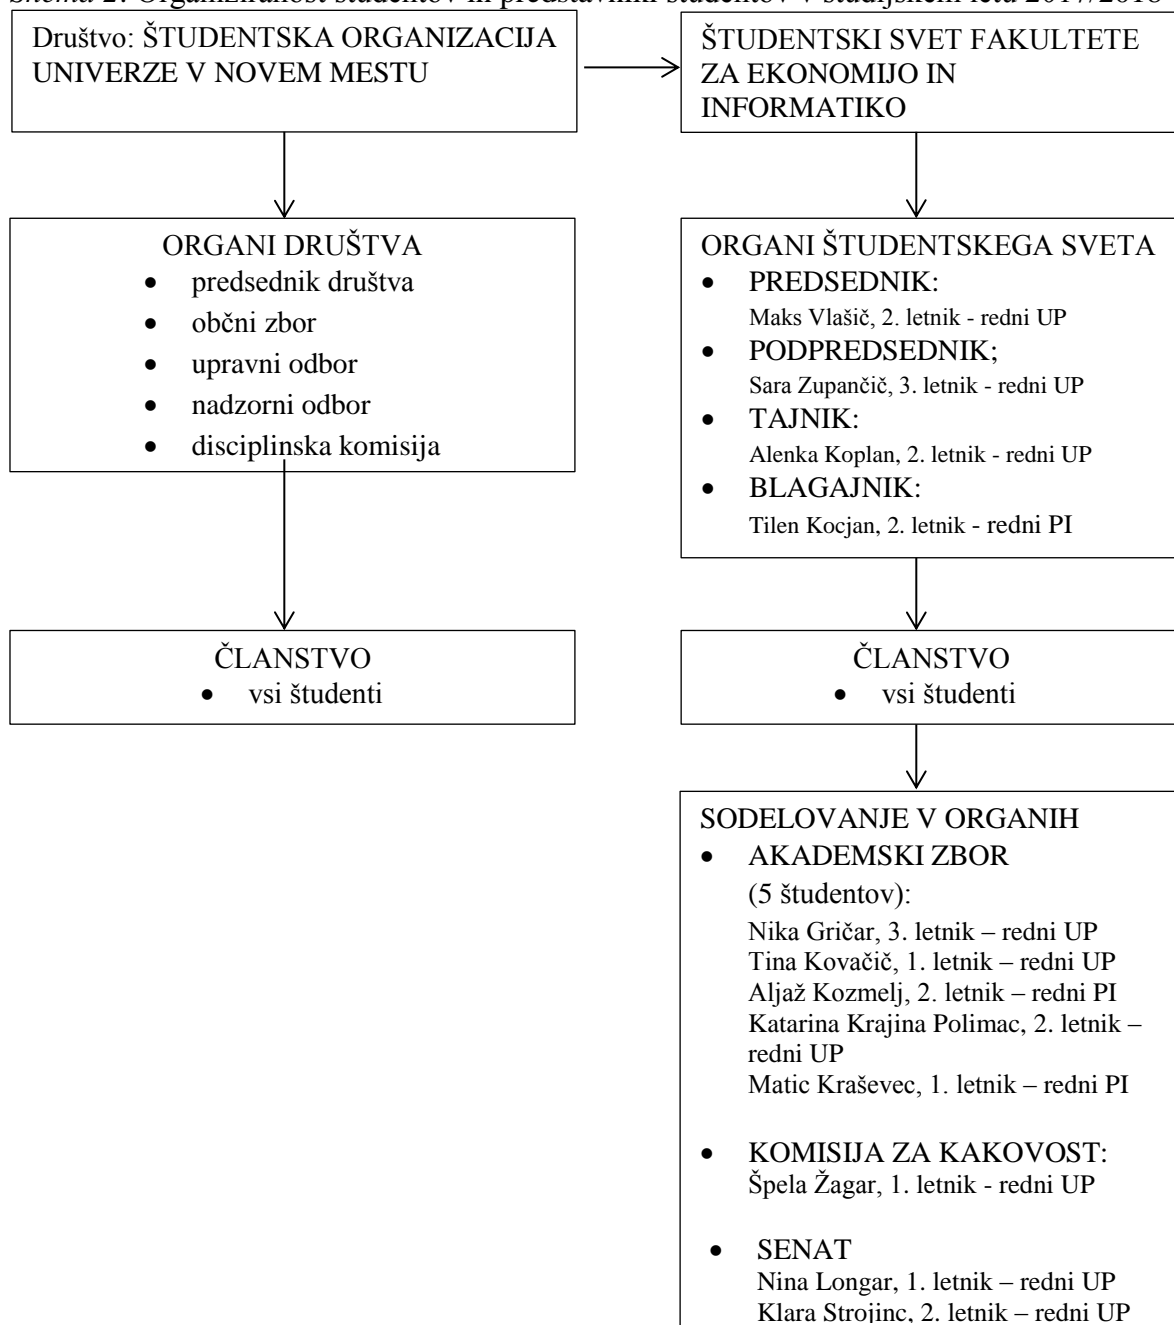 Shema 2: Organiziranost študentov in predstavniki študentov v študijskem letu 2017/2018
Društvo: ŠTUDENTSKA ORGANIZACIJA
UNIVERZE V NOVEM MESTU
ŠTUDENTSKI SVET FAKULTETE
ZA EKONOMIJO IN
INFORMATIKO
ORGANI DRUŠTVA
• predsednik društva
• občni zbor
• upravni odbor
• nadzorni odbor
• disciplinska komisija
ORGANI ŠTUDENTSKEGA SVETA
• PREDSEDNIK:
Maks Vlašič, 2. letnik - redni UP
• PODPREDSEDNIK;
Sara Zupančič, 3. letnik - redni UP
• TAJNIK:
Alenka Koplan, 2. letnik - redni UP
• BLAGAJNIK:
Tilen Kocjan, 2. letnik - redni PI
ČLANSTVO
• vsi študenti
ČLANSTVO
• vsi študenti
SODELOVANJE V ORGANIH
• AKADEMSKI ZBOR
(5 študentov):
Nika Gričar, 3. letnik – redni UP
Tina Kovačič, 1. letnik – redni UP
Aljaž Kozmelj, 2. letnik – redni PI
Katarina Krajina Polimac, 2. letnik –
redni UP
Matic Kraševec, 1. letnik – redni PI
• KOMISIJA ZA KAKOVOST:
Špela Žagar, 1. letnik - redni UP
• SENAT
Nina Longar, 1. letnik – redni UP
Klara Strojinc, 2. letnik – redni UP